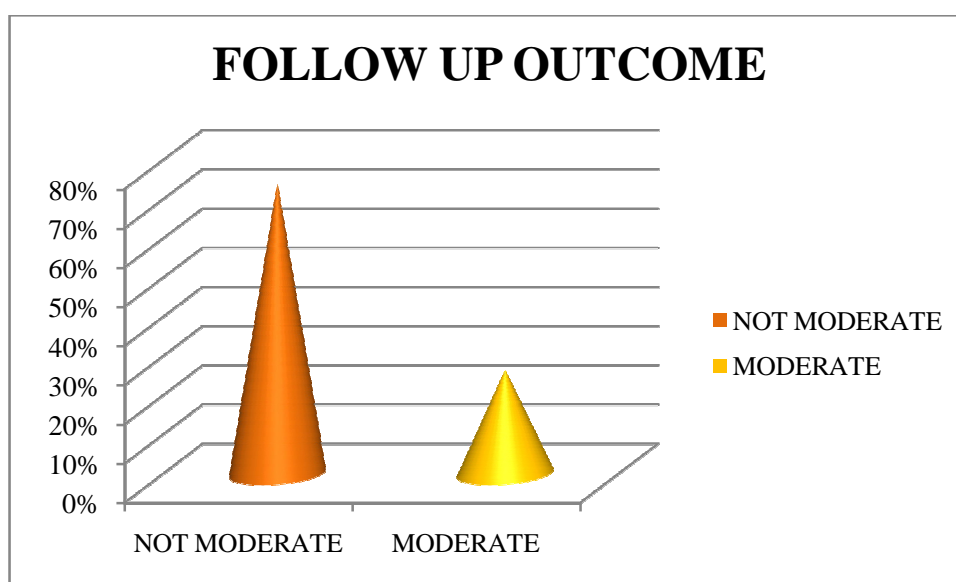 FOLLOW UP OUTCOME
80%
70%
60%
50%
40%
30%
20%
10%
0%
NOT MODERATE
MODERATE
NOT MODERATE
MODERATE